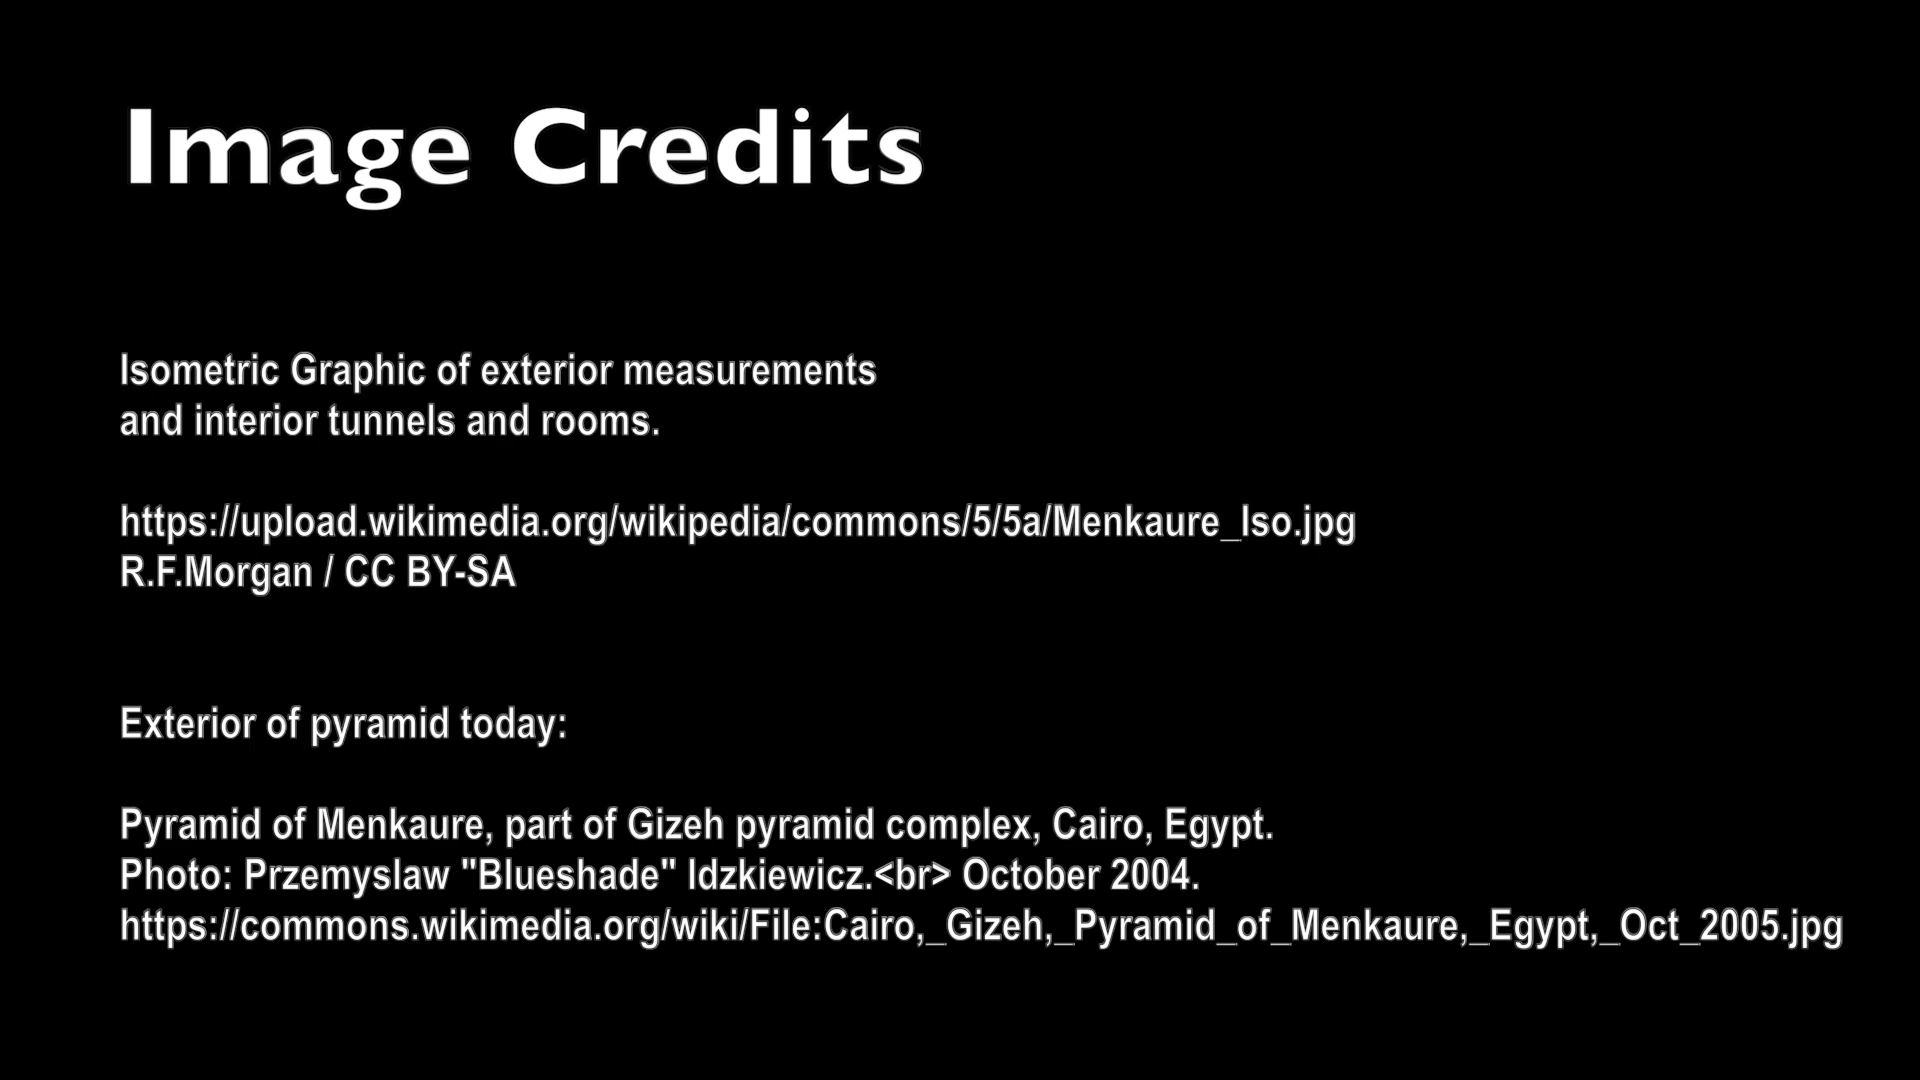 Image Credits
Isometric Graphic of exterior measurements
and interior tunnels and rooms.
https://upload.wikimedia.org/wikipedia/commons/5/5a/Menkaure_Iso.jpg
R.F.Morgan / CC BY-SA
Exterior of pyramid today:
Pyramid of Menkaure, part of Gizeh pyramid complex, Cairo, Egypt.
Photo: Przemyslaw "Blueshade" Idzkiewicz.<br> October 2004.
https://commons.wikimedia.org/wiki/File:Cairo,_Gizeh,_Pyramid_of_Menkaure,_Egypt,_Oct_2005.jpg